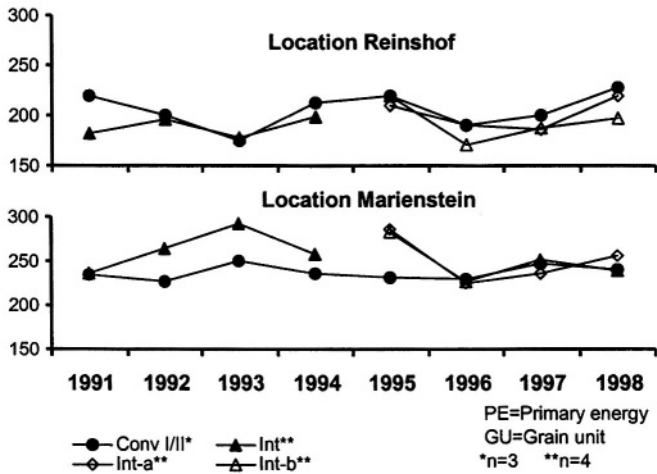 300
Location Reinshof
250
200
150
Location Marienstein
300
250
200
150
1991 1992 1993 1994 1995 1996 1997 1998
PE=Primary energy
GU=Grain unit
Conv I/II* Int** *n=3 **n=4
Int-a** Int-b**